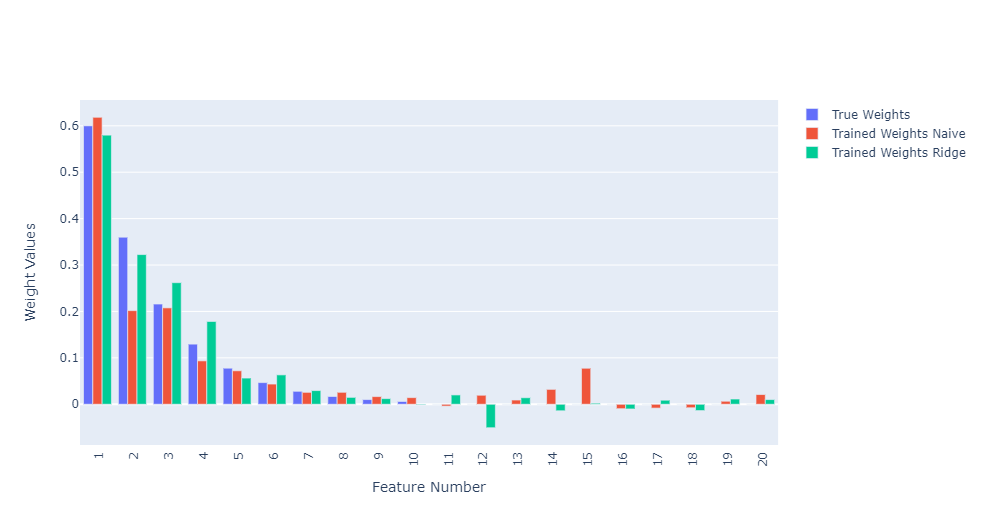 True Weights
Trained Weights Naive
Trained Weights Ridge
Weight Values
0.6
0.5
0.4
0.3
0.2
0.1
0
1 2 3 4 5 6 7 8 9 10 11 12 13 14 15 16 17 18 19 20
Feature Number